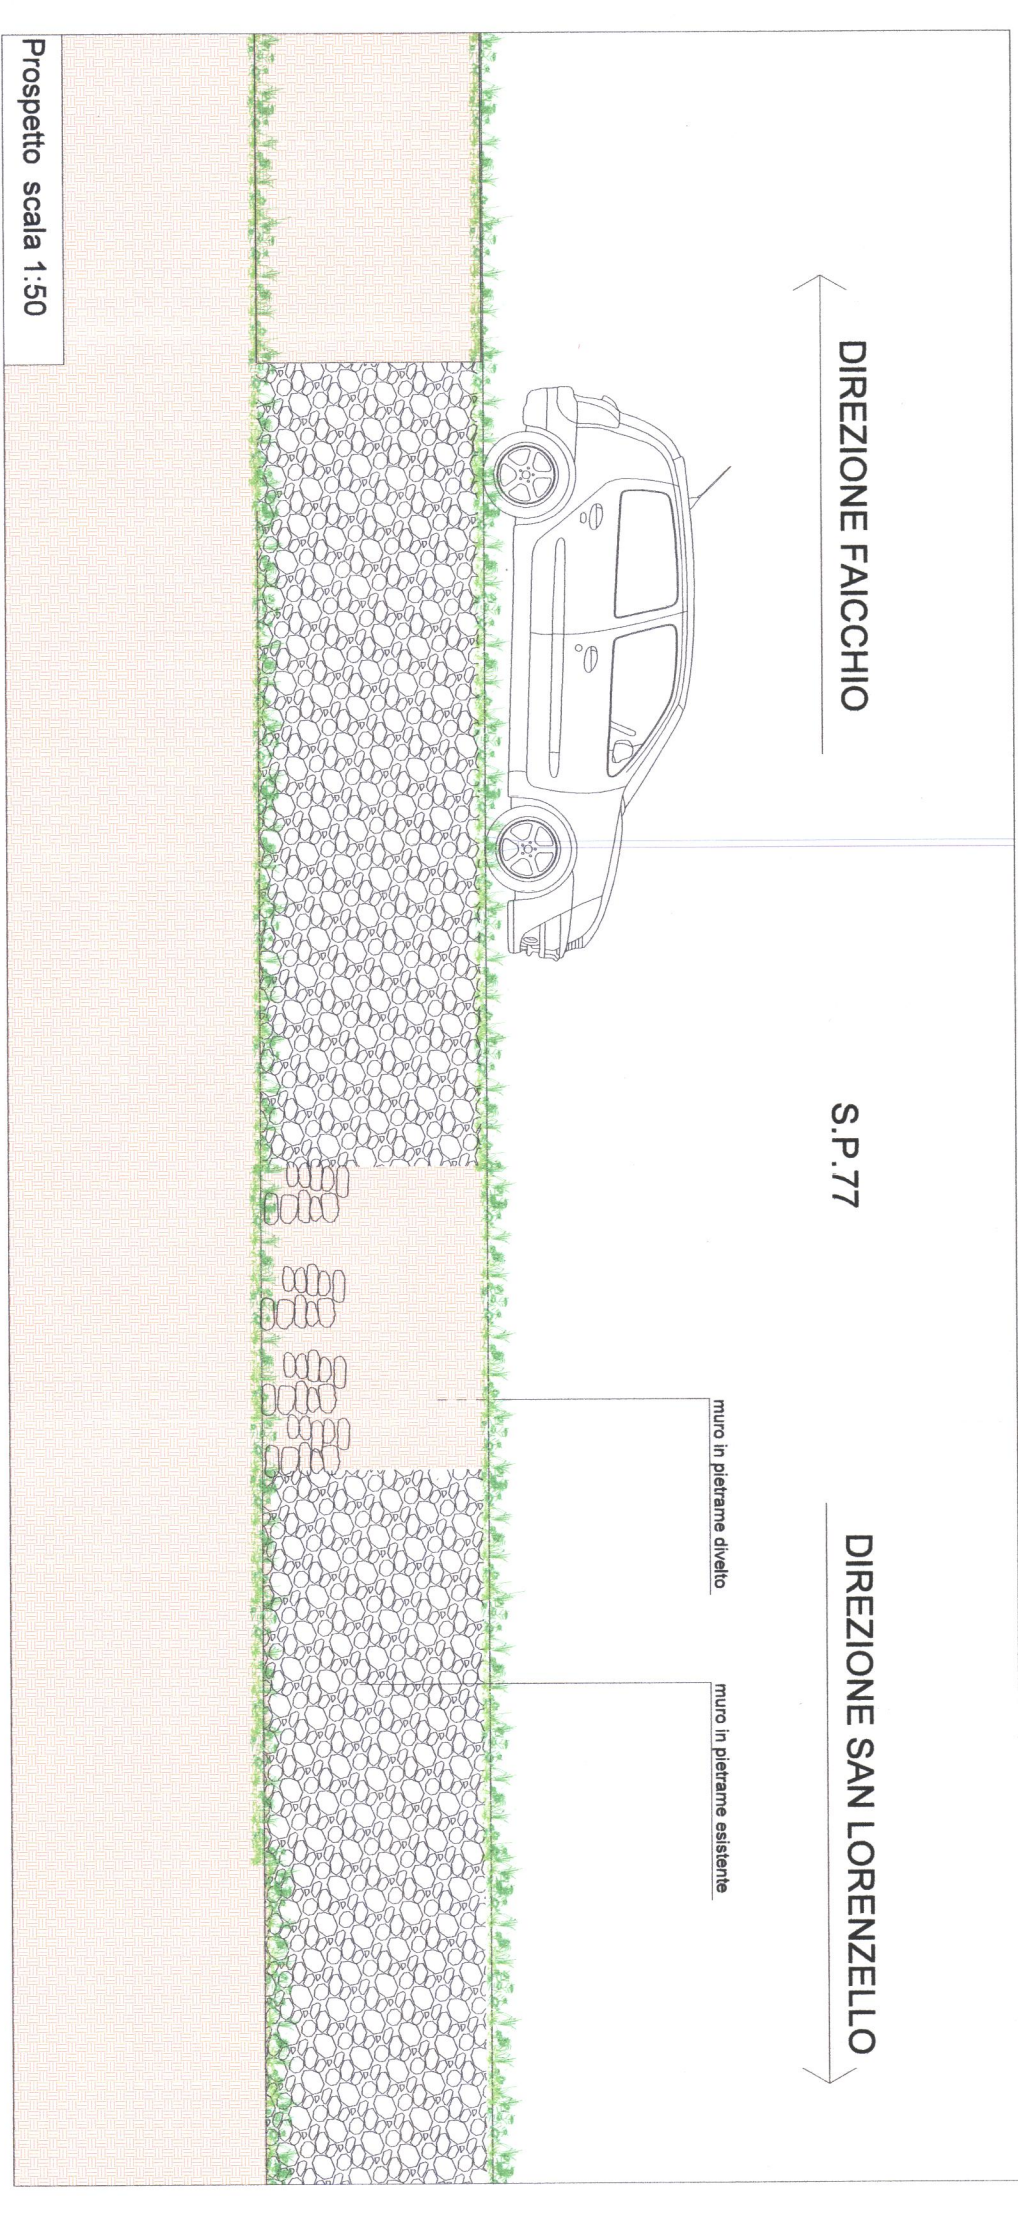 DIREZIONE FAICCHIO
S.P.77
DIREZIONE SAN LORENZELLO
muro in pietrame divelto
muro in pietrame esistente
Prospetto scala 1:50